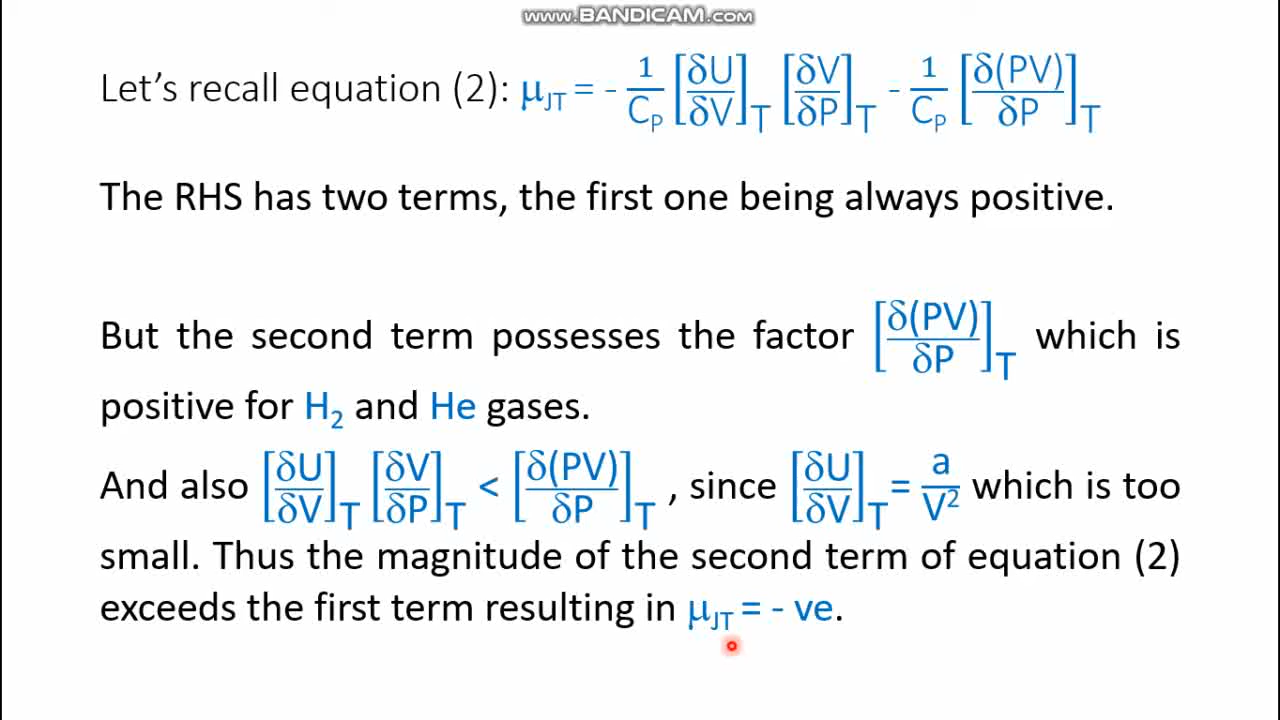 www.BANDICAM.com
Let’s recall equation (2): μJT = - 1/CP [δU/δV]T [δV/δP]T - 1/CP [δ(PV)/δP]T
The RHS has two terms, the first one being always positive.
But the second term possesses the factor [δ(PV)/δP]T which is
positive for H2 and He gases.
And also [δU/δV]T [δV/δP]T < [δ(PV)/δP]T , since [δU/δV]T = a/V² which is too
small. Thus the magnitude of the second term of equation (2)
exceeds the first term resulting in μJT = - ve.